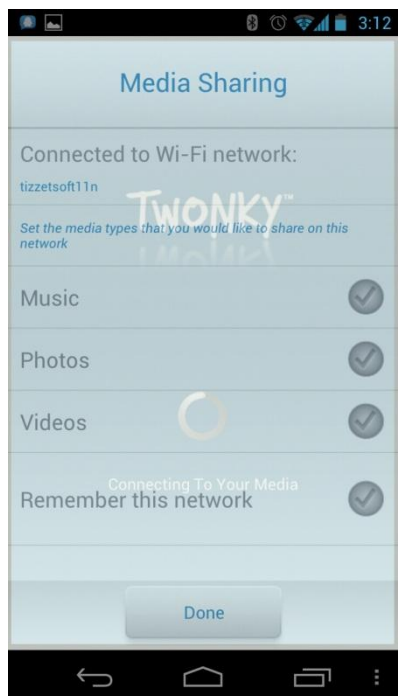 3:12
Media Sharing
Connected to Wi-Fi network:
tizzetsoft11n
TWONKY™
Set the media types that you would like to share on this
network
Music
Photos
Videos
Connecting To Your Media
Remember this network
Done